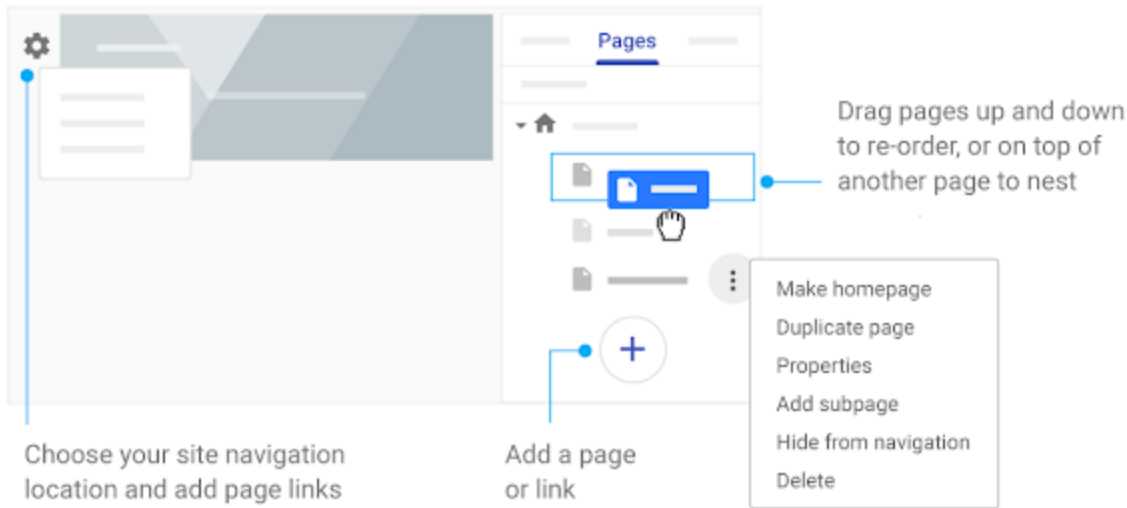 Pages
Drag pages up and down
to re-order, or on top of
another page to nest
Make homepage
Duplicate page
Properties
Add subpage
Hide from navigation
Delete
Choose your site navigation
location and add page links
Add a page
or link